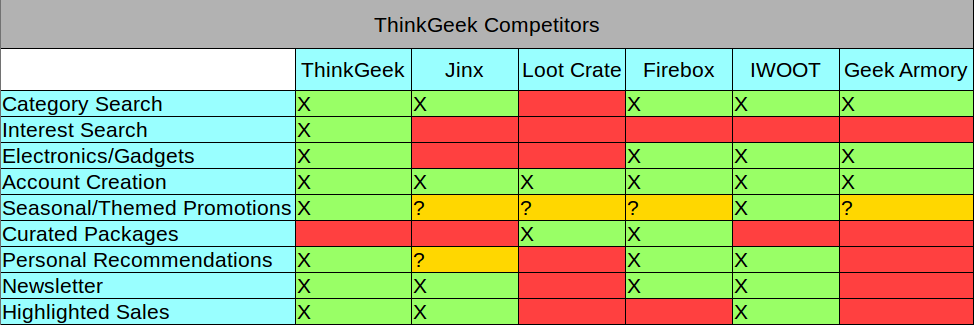 ThinkGeek Competitors
ThinkGeek Jinx Loot Crate Firebox IWOOT Geek Armory
Category Search X X X X X
Interest Search X
Electronics/Gadgets X X X X
Account Creation X X X X X X
Seasonal/Themed Promotions X ? ? ? X ?
Curated Packages X X
Personal Recommendations X ? X X
Newsletter X X X X
Highlighted Sales X X X